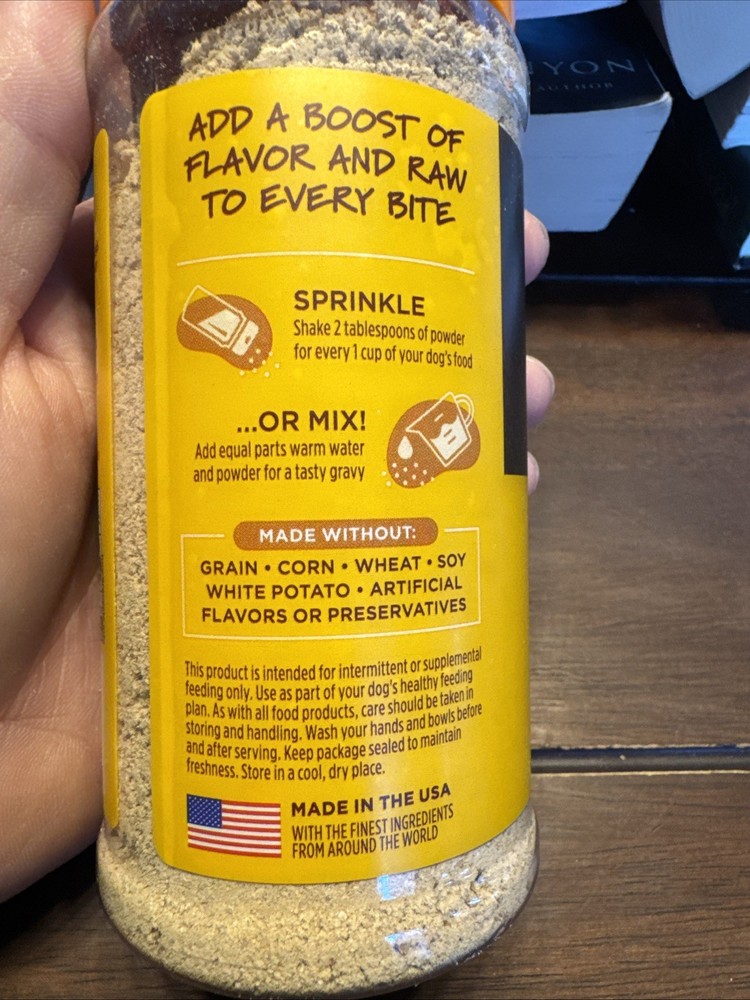 ADD A BOOST OF
FLAVOR AND RAW
TO EVERY BITE
SPRINKLE
Shake 2 tablespoons of powder
for every 1 cup of your dog's food
...OR MIX!
Add equal parts warm water
and powder for a tasty gravy
MADE WITHOUT:
GRAIN • CORN • WHEAT • SOY
WHITE POTATO • ARTIFICIAL
FLAVORS OR PRESERVATIVES
This product is intended for intermittent or supplemental
feeding only. Use as part of your dog's healthy feeding
plan. As with all food products, care should be taken in
storing and handling. Wash your hands and bowls before
and after serving. Keep package sealed to maintain
freshness. Store in a cool, dry place.
MADE IN THE USA
WITH THE FINEST INGREDIENTS
FROM AROUND THE WORLD
AUTHOR